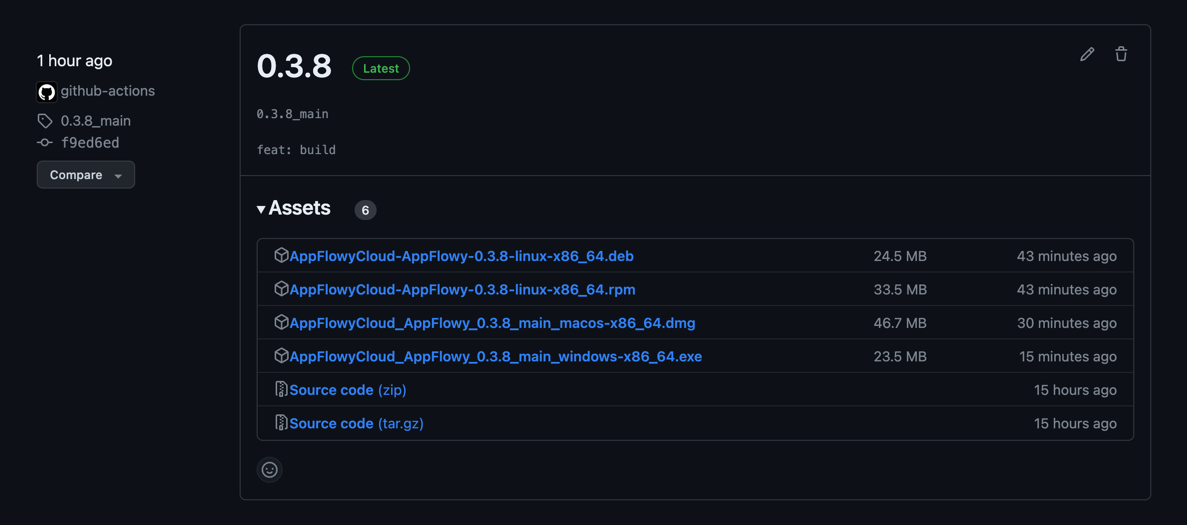 1 hour ago
github-actions
0.3.8_main
f9ed6ed
Compare
0.3.8
Latest
0.3.8_main
feat: build
Assets 6
AppFlowyCloud-AppFlowy-0.3.8-linux-x86_64.deb 24.5 MB 43 minutes ago
AppFlowyCloud-AppFlowy-0.3.8-linux-x86_64.rpm 33.5 MB 43 minutes ago
AppFlowyCloud_AppFlowy_0.3.8_main_macos-x86_64.dmg 46.7 MB 30 minutes ago
AppFlowyCloud_AppFlowy_0.3.8_main_windows-x86_64.exe 23.5 MB 15 minutes ago
Source code (zip) 15 hours ago
Source code (tar.gz) 15 hours ago